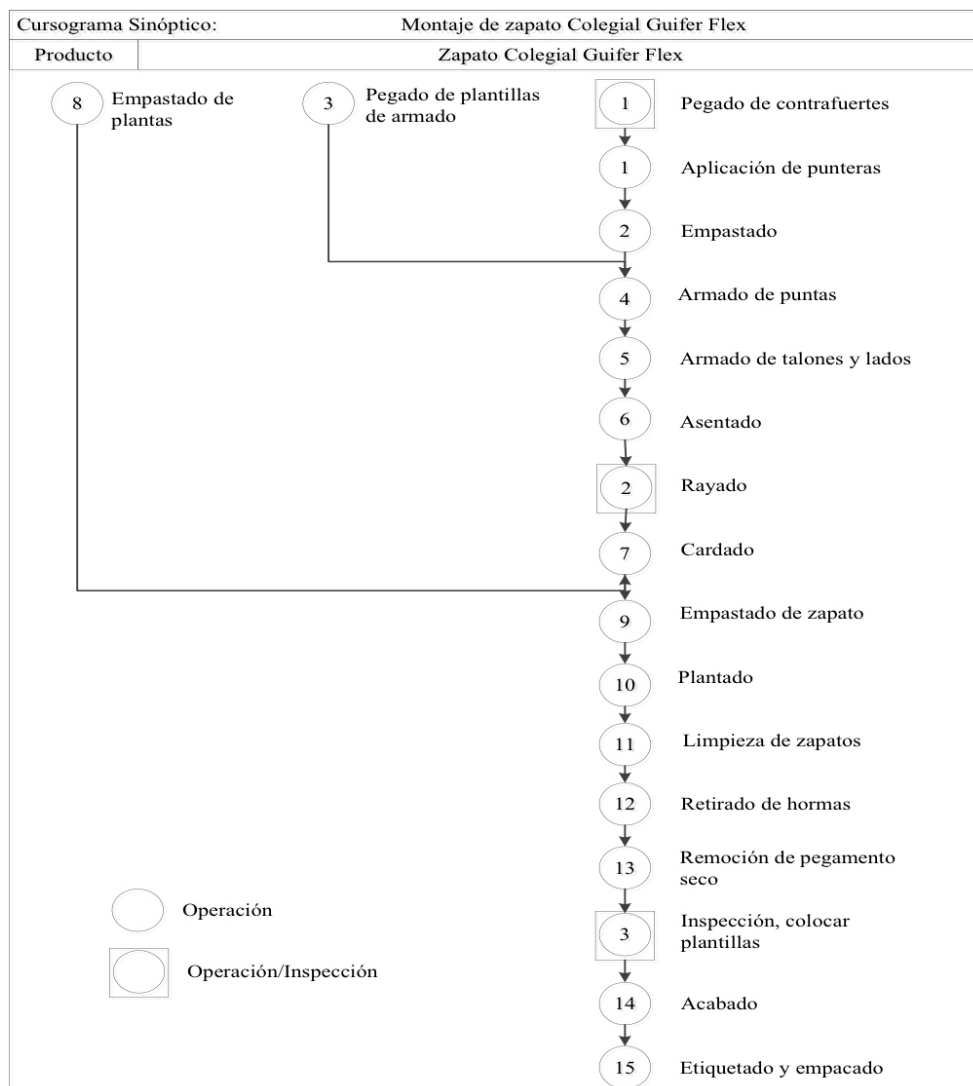 Cursograma Sinóptico: Montaje de zapato Colegial Guifer Flex
Producto Zapato Colegial Guifer Flex
8 Empastado de
plantas
3 Pegado de plantillas
de armado
1 Pegado de contrafuertes
1 Aplicación de punteras
2 Empastado
4 Armado de puntas
5 Armado de talones y lados
6 Asentado
2 Rayado
7 Cardado
9 Empastado de zapato
10 Plantado
11 Limpieza de zapatos
12 Retirado de hormas
13 Remoción de pegamento
seco
3 Inspección, colocar
plantillas
14 Acabado
15 Etiquetado y empacado
Operación
Operación/Inspección